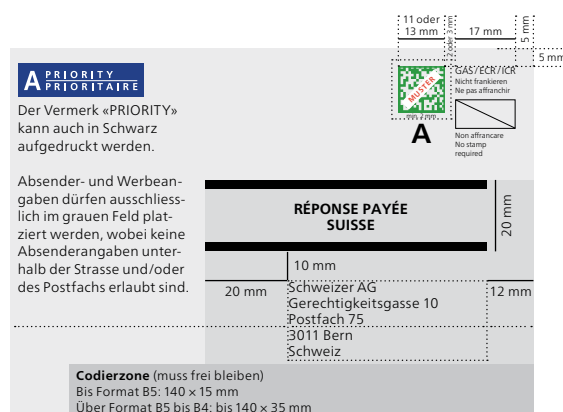 11 oder
13 mm
2 oder 3 mm
17 mm
5 mm
5 mm
A PRIORITY
PRIORITAIRE
MUSTER
min. 2 mm
A
GAS/ECR/ICR
Nicht frankieren
Ne pas affranchir
Non affrancare
No stamp
required
Der Vermerk «PRIORITY»
kann auch in Schwarz
aufgedruckt werden.
Absender- und Werbean-
gaben dürfen ausschliess-
lich im grauen Feld plat-
ziert werden, wobei keine
Absenderangaben unter-
halb der Strasse und/oder
des Postfachs erlaubt sind.
RÉPONSE PAYÉE
SUISSE
20 mm
10 mm
20 mm
Schweizer AG
Gerechtigkeitsgasse 10
Postfach 75
3011 Bern
Schweiz
12 mm
Codierzone (muss frei bleiben)
Bis Format B5: 140 × 15 mm
Über Format B5 bis B4: bis 140 × 35 mm